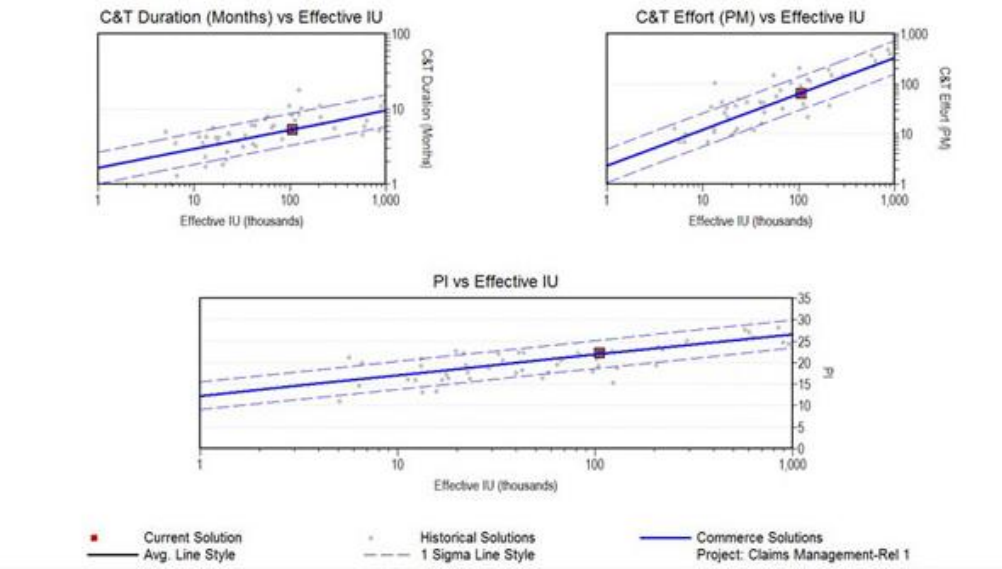 C&T Duration (Months) vs Effective IU
100
10
1
C&T Duration (Months)
1 10 100 1,000
Effective IU (thousands)
C&T Effort (PM) vs Effective IU
1,000
100
10
1
C&T Effort (PM)
1 10 100 1,000
Effective IU (thousands)
PI vs Effective IU
35
30
25
20
15
10
5
0
PI
1 10 100 1,000
Effective IU (thousands)
Current Solution Historical Solutions Commerce Solutions
Avg. Line Style 1 Sigma Line Style Project: Claims Management-Rel 1